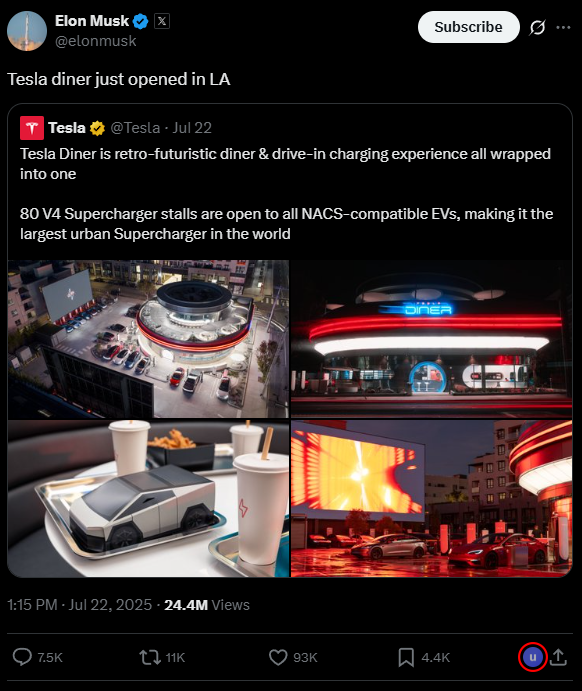 Elon Musk
@elonmusk
Subscribe
Tesla diner just opened in LA
Tesla @Tesla · Jul 22
Tesla Diner is retro-futuristic diner & drive-in charging experience all wrapped
into one
80 V4 Supercharger stalls are open to all NACS-compatible EVs, making it the
largest urban Supercharger in the world
DINER
1:15 PM · Jul 22, 2025 · 24.4M Views
7.5K 11K 93K 4.4K u